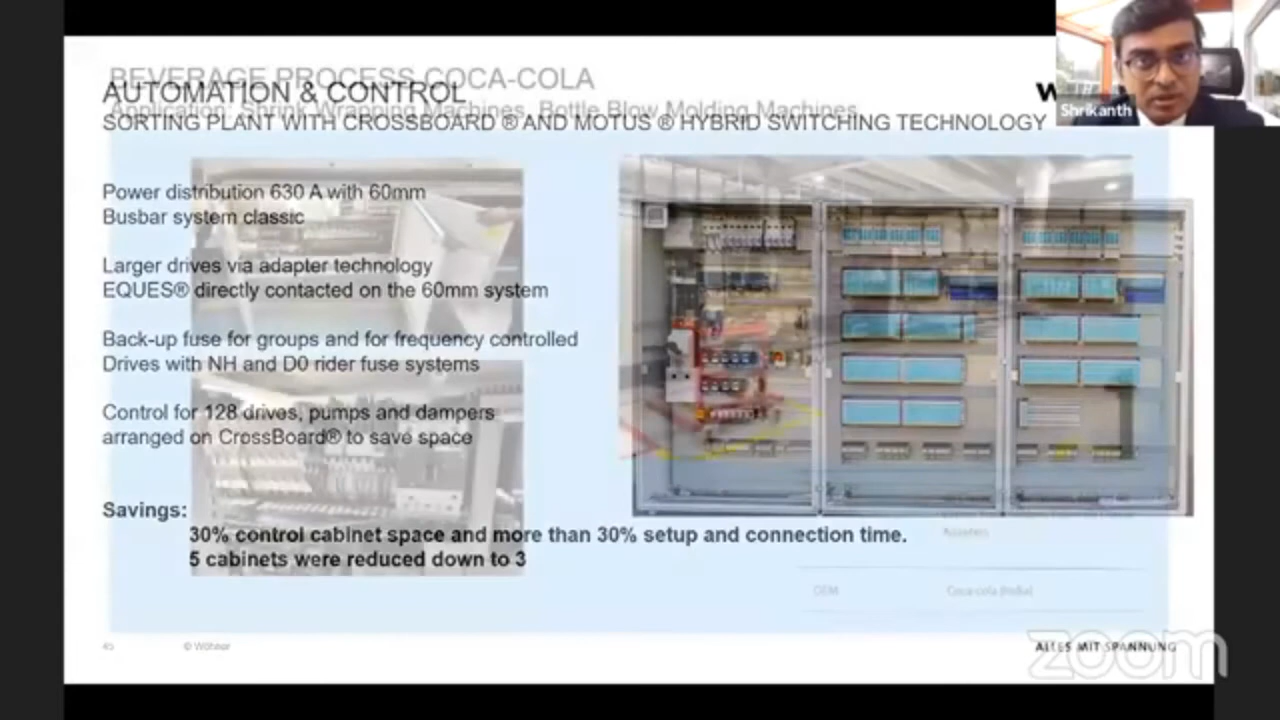 BEVERAGE PROCESS COCA-COLA
AUTOMATION & CONTROL
Application: Shrink Wrapping Machines, Bottle Blow Molding Machines
SORTING PLANT WITH CROSSBOARD ® AND MOTUS ® HYBRID SWITCHING TECHNOLOGY
W
Shrikanth
Power distribution 630 A with 60mm
Busbar system classic
Larger drives via adapter technology
EQUES® directly contacted on the 60mm system
Back-up fuse for groups and for frequency controlled
Drives with NH and D0 rider fuse systems
Control for 128 drives, pumps and dampers
arranged on CrossBoard® to save space
Savings:
30% control cabinet space and more than 30% setup and connection time.
5 cabinets were reduced down to 3
Adapters
OEM Coca-cola (India)
45 © Wöhner
ALLES MIT SPANNUNG
zoom